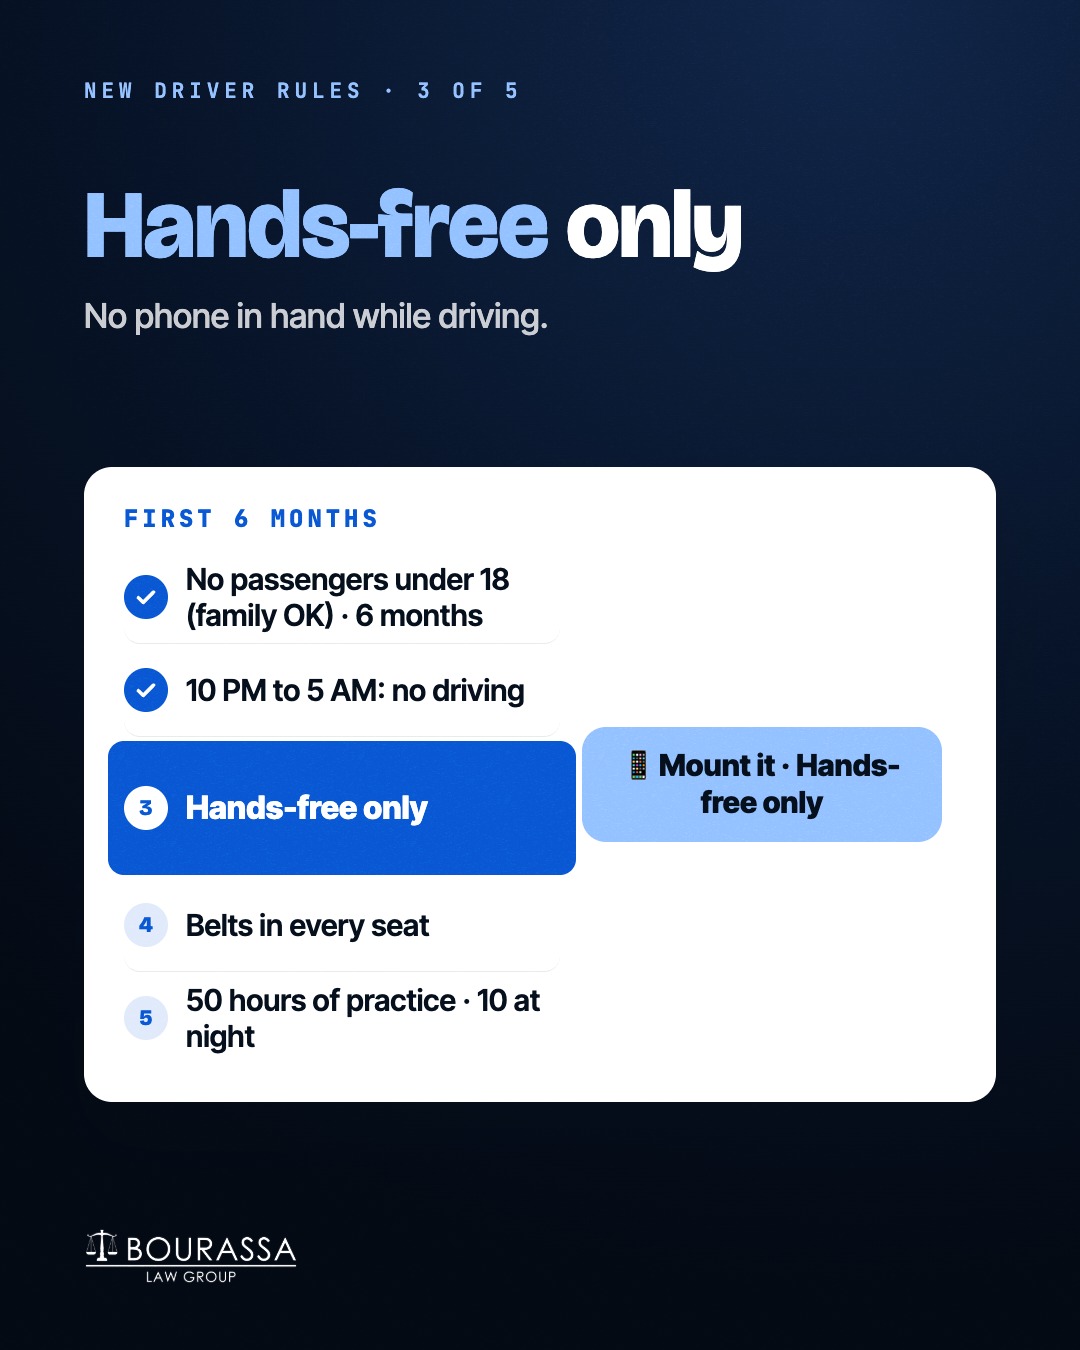 NEW DRIVER RULES · 3 OF 5
Hands-free only
No phone in hand while driving.
FIRST 6 MONTHS
No passengers under 18
(family OK) · 6 months
10 PM to 5 AM: no driving
3 Hands-free only
📱 Mount it · Hands-
free only
4 Belts in every seat
5 50 hours of practice · 10 at
night
BOURASSA
LAW GROUP